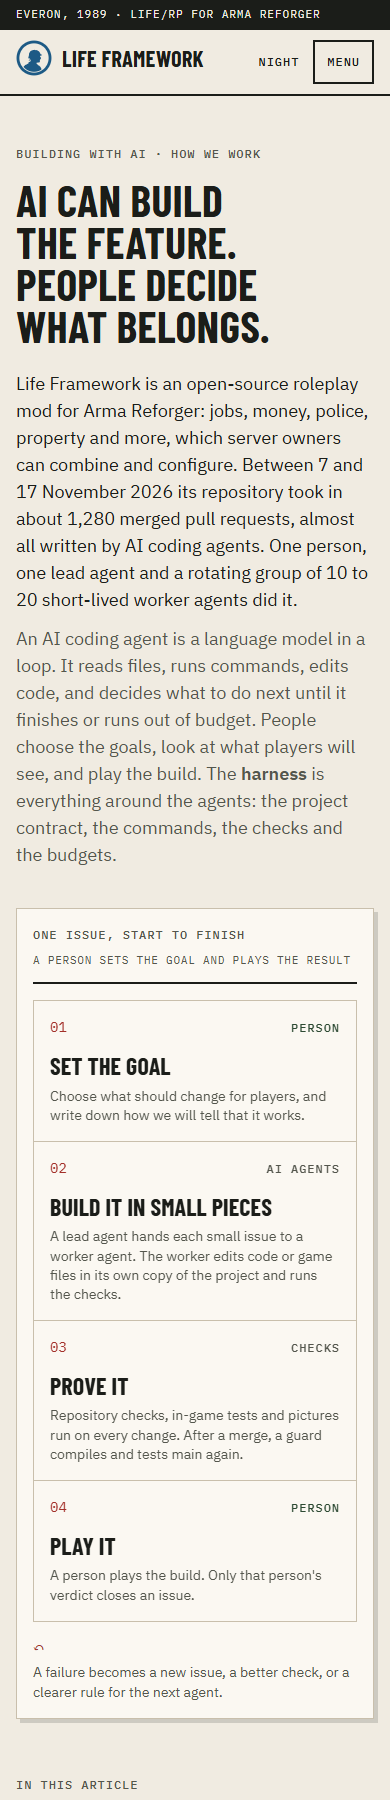 EVERON, 1989 · LIFE/RP FOR ARMA REFORGER
LIFE FRAMEWORK
NIGHT
MENU
BUILDING WITH AI · HOW WE WORK
AI CAN BUILD
THE FEATURE.
PEOPLE DECIDE
WHAT BELONGS.
Life Framework is an open-source roleplay
mod for Arma Reforger: jobs, money, police,
property and more, which server owners
can combine and configure. Between 7 and
17 November 2026 its repository took in
about 1,280 merged pull requests, almost
all written by AI coding agents. One person,
one lead agent and a rotating group of 10 to
20 short-lived worker agents did it.
An AI coding agent is a language model in a
loop. It reads files, runs commands, edits
code, and decides what to do next until it
finishes or runs out of budget. People
choose the goals, look at what players will
see, and play the build. The harness is
everything around the agents: the project
contract, the commands, the checks and
the budgets.
ONE ISSUE, START TO FINISH
A PERSON SETS THE GOAL AND PLAYS THE RESULT
01
PERSON
SET THE GOAL
Choose what should change for players, and
write down how we will tell that it works.
02
AI AGENTS
BUILD IT IN SMALL PIECES
A lead agent hands each small issue to a
worker agent. The worker edits code or game
files in its own copy of the project and runs
the checks.
03
CHECKS
PROVE IT
Repository checks, in-game tests and pictures
run on every change. After a merge, a guard
compiles and tests main again.
04
PERSON
PLAY IT
A person plays the build. Only that person's
verdict closes an issue.
A failure becomes a new issue, a better check, or a
clearer rule for the next agent.
IN THIS ARTICLE